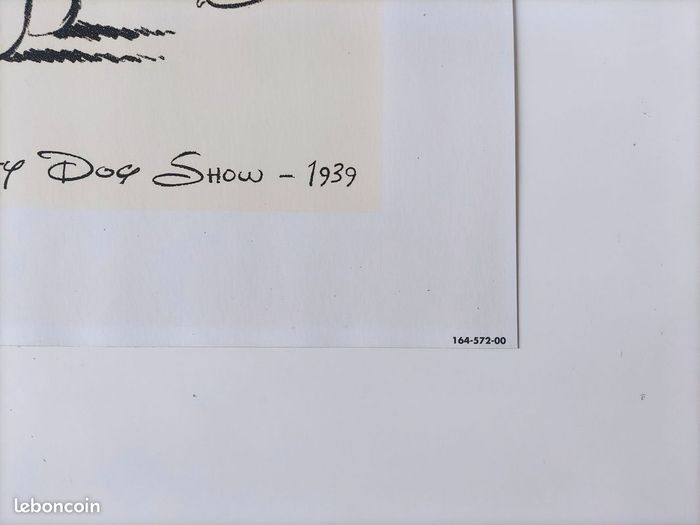 Dog Show - 1939
164-572-00
leboncoin